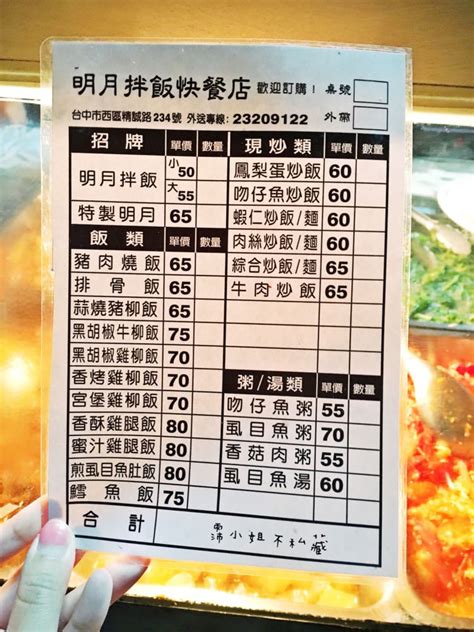 明月拌飯快餐店 歡迎訂購！ 桌號
台中市西區精誠路234號 外送專線：23209122 外帶
招牌 單價 數量
明月拌飯 小50
大55
特製明月 65
飯類 單價 數量
豬肉燒飯 65
排骨飯 65
蒜燒豬柳飯 65
黑胡椒牛柳飯 75
黑胡椒雞柳飯 70
香烤雞柳飯 70
宮堡雞柳飯 70
香酥雞腿飯 80
蜜汁雞腿飯 80
煎虱目魚肚飯 80
鱈魚飯 75
現炒類 單價 數量
鳳梨蛋炒飯 60
吻仔魚炒飯 60
蝦仁炒飯/麵 60
肉絲炒飯/麵 60
綜合炒飯/麵 65
牛肉炒飯 65
粥/湯類 單價 數量
吻仔魚粥 55
虱目魚粥 70
香菇肉粥 55
虱目魚湯 60
合計
霈小姐不私藏